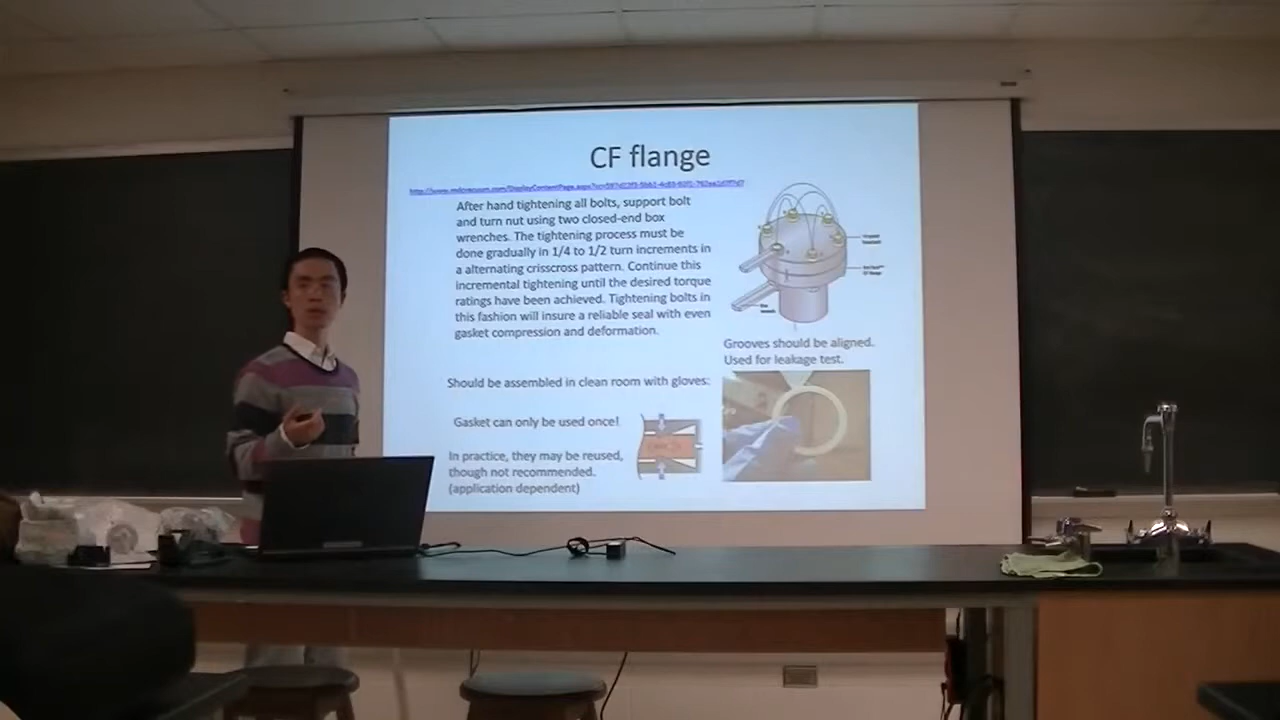 CF flange
After hand tightening all bolts, support bolt
and turn nut using two closed-end box
wrenches. The tightening process must be
done gradually in 1/4 to 1/2 turn increments in
a alternating crisscross pattern. Continue this
incremental tightening until the desired torque
ratings have been achieved. Tightening bolts in
this fashion will insure a reliable seal with even
gasket compression and deformation.
Grooves should be aligned.
Used for leakage test.
Should be assembled in clean room with gloves:
Gasket can only be used once!
In practice, they may be reused,
though not recommended.
(application dependent)